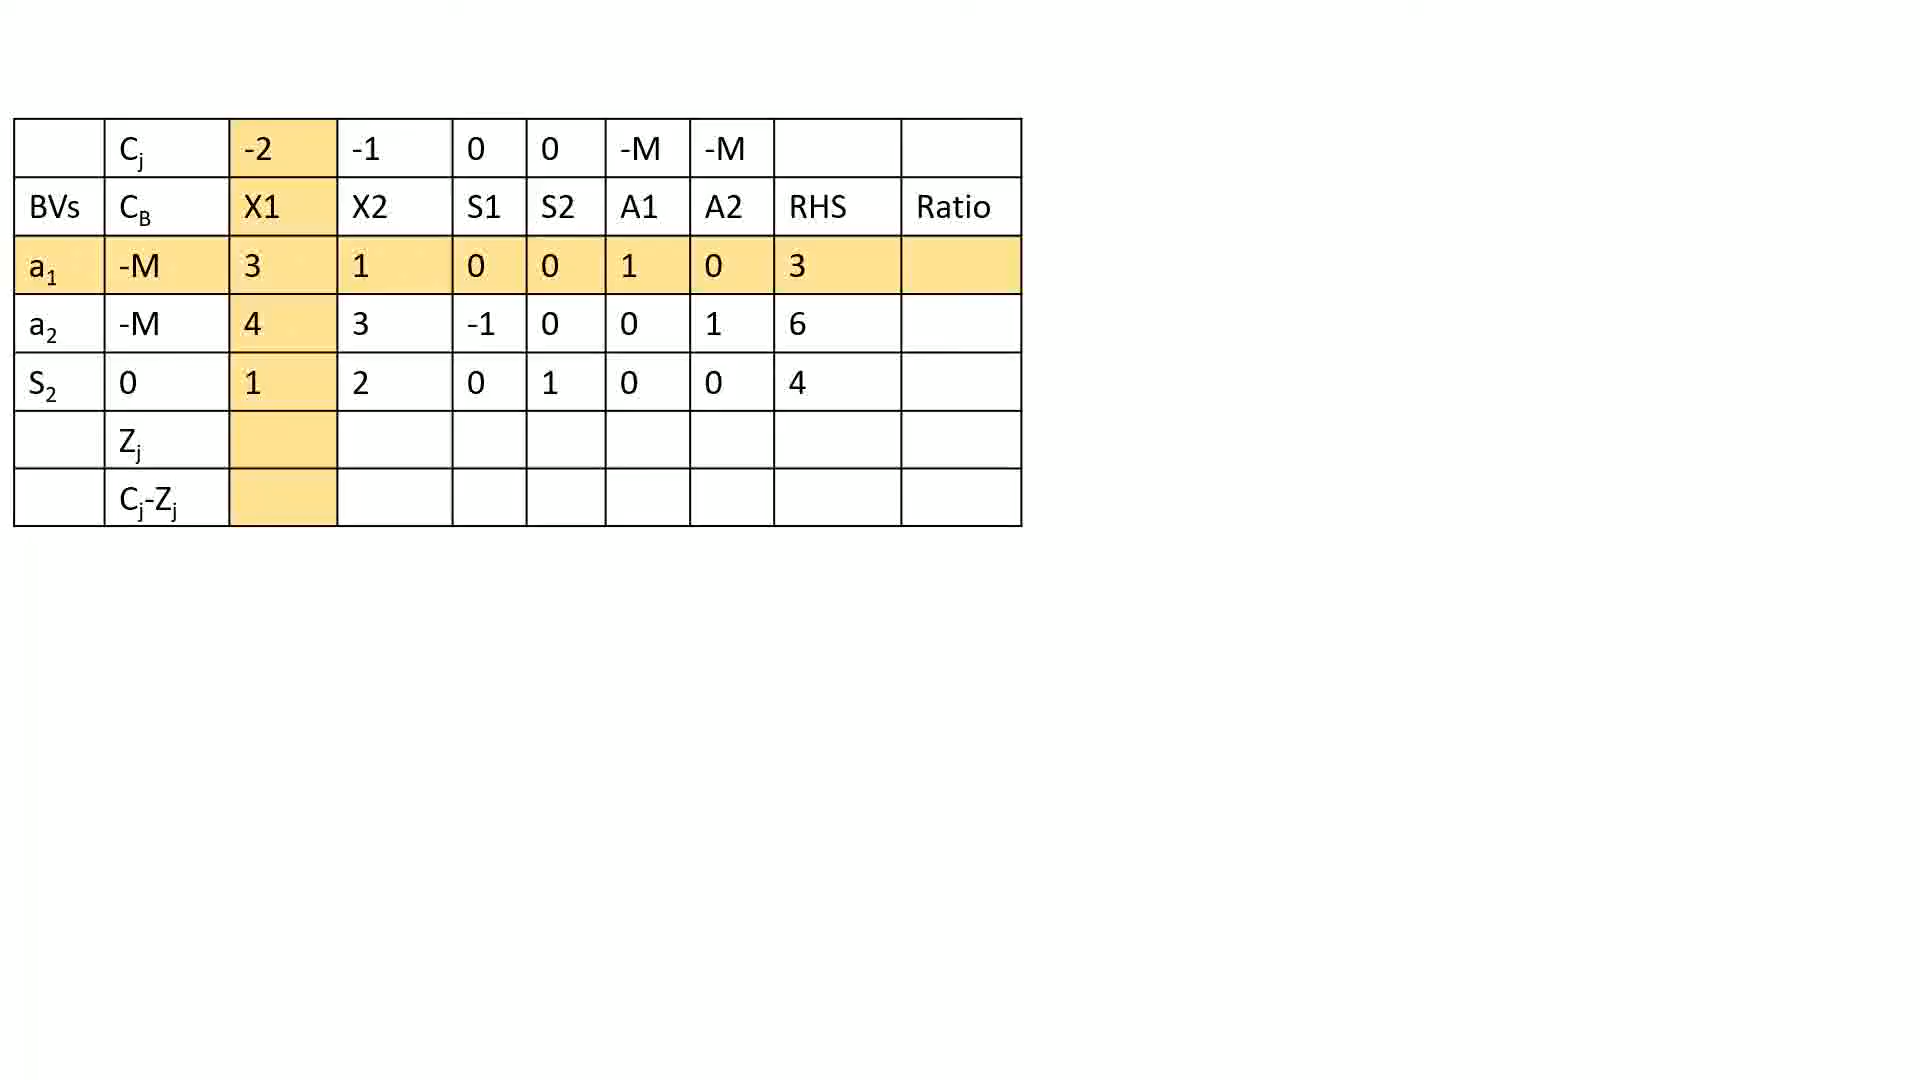 Cj -2 -1 0 0 -M -M
BVs CB X1 X2 S1 S2 A1 A2 RHS Ratio
a1 -M 3 1 0 0 1 0 3
a2 -M 4 3 -1 0 0 1 6
S2 0 1 2 0 1 0 0 4
Zj
Cj-Zj